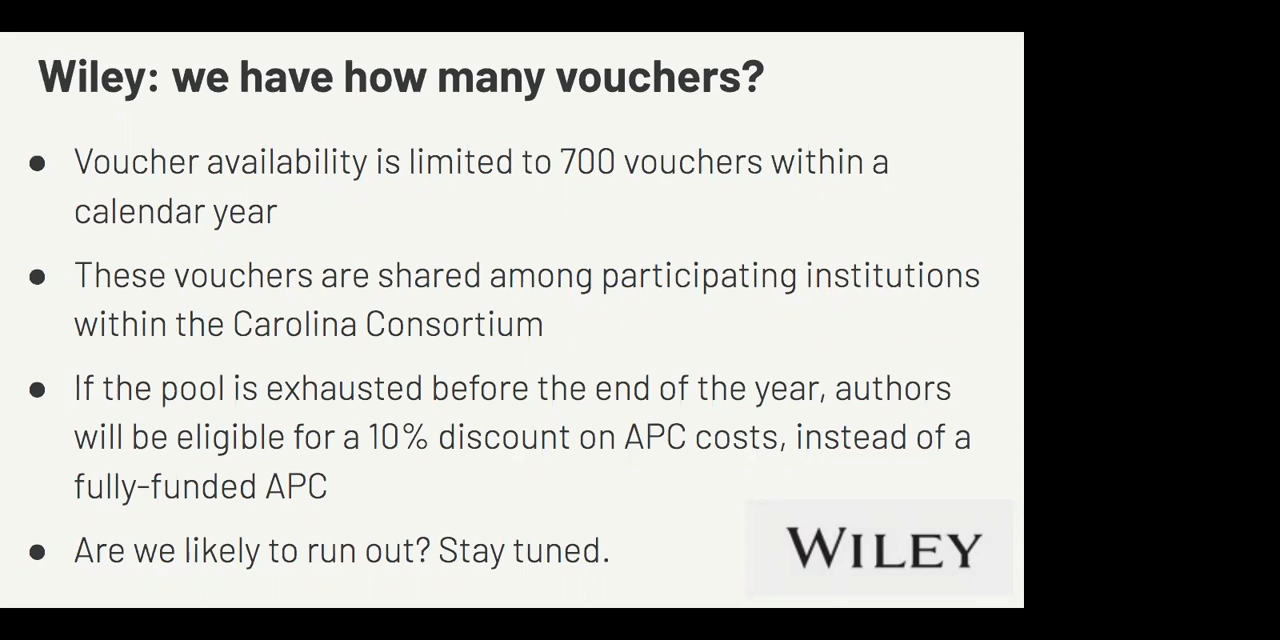 Wiley: we have how many vouchers?
● Voucher availability is limited to 700 vouchers within a
calendar year
● These vouchers are shared among participating institutions
within the Carolina Consortium
● If the pool is exhausted before the end of the year, authors
will be eligible for a 10% discount on APC costs, instead of a
fully-funded APC
● Are we likely to run out? Stay tuned.
WILEY